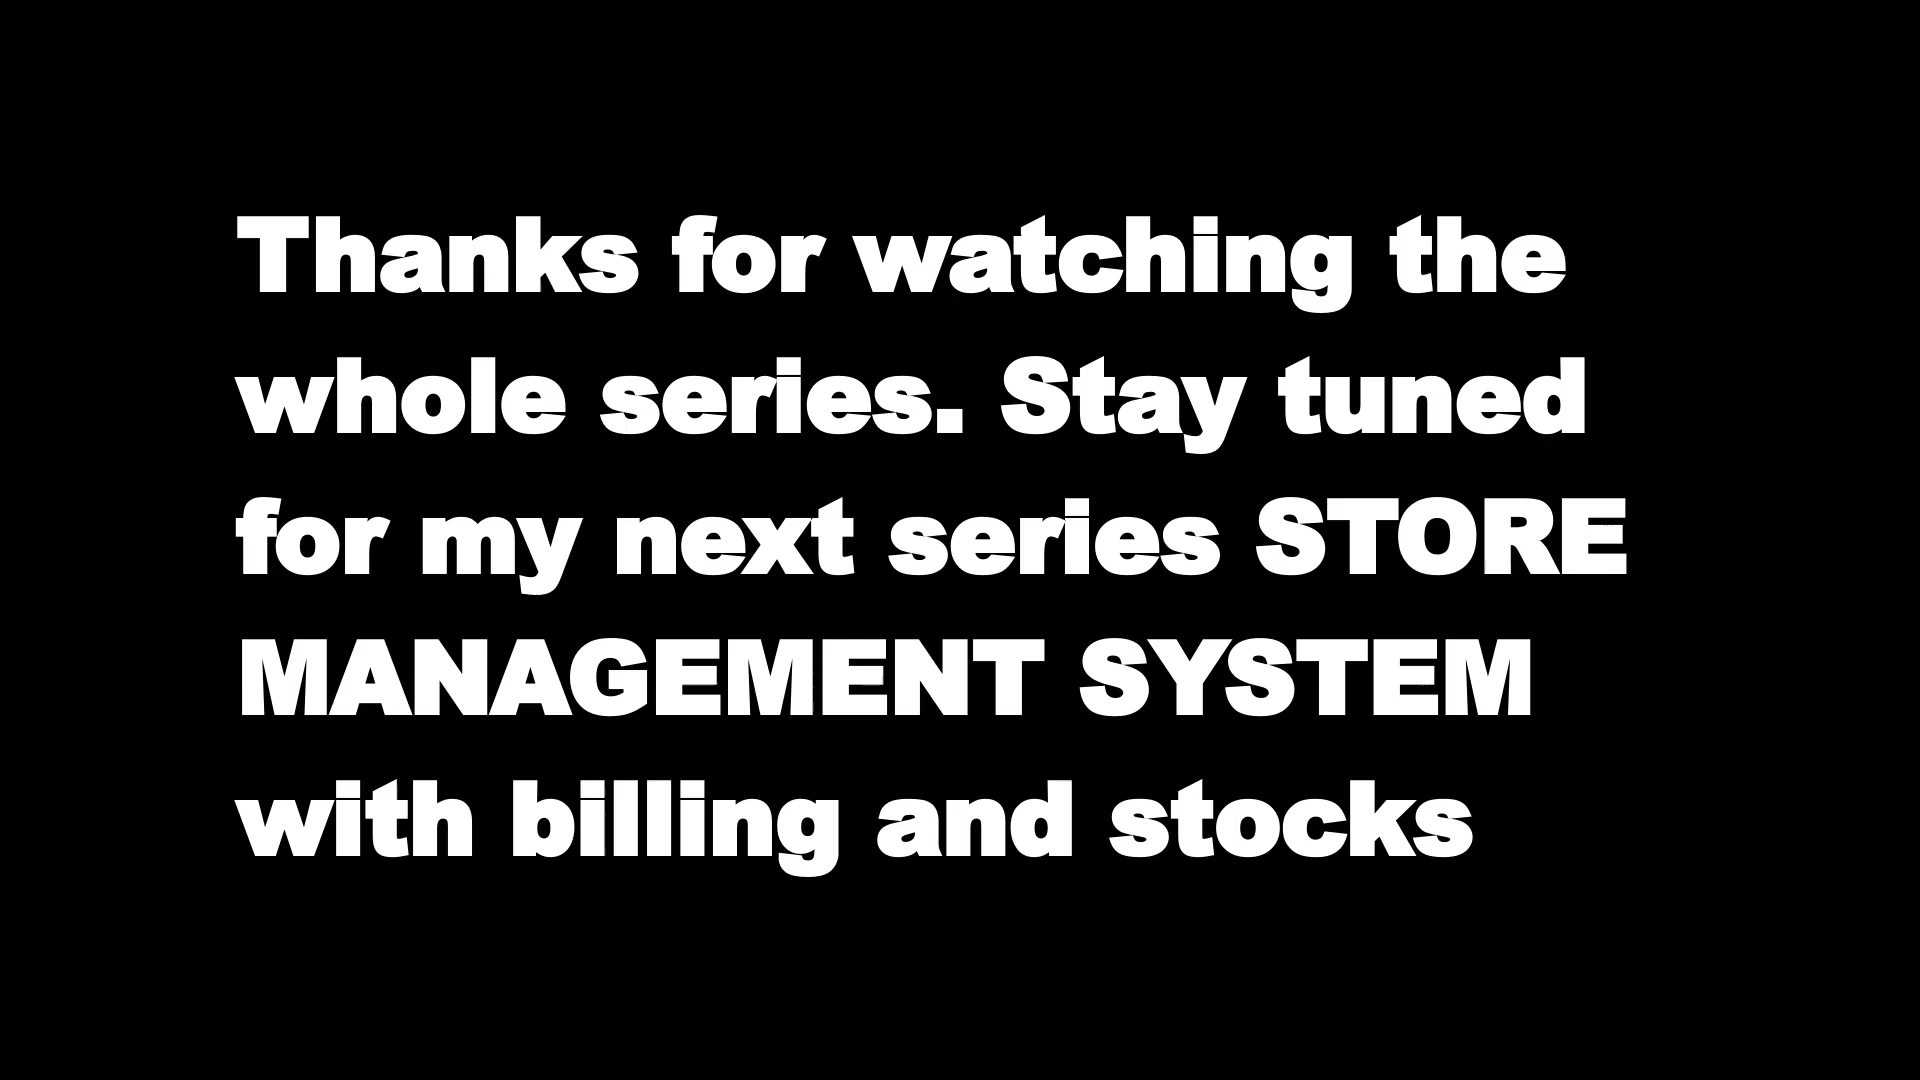 Thanks for watching the
whole series. Stay tuned
for my next series STORE
MANAGEMENT SYSTEM
with billing and stocks